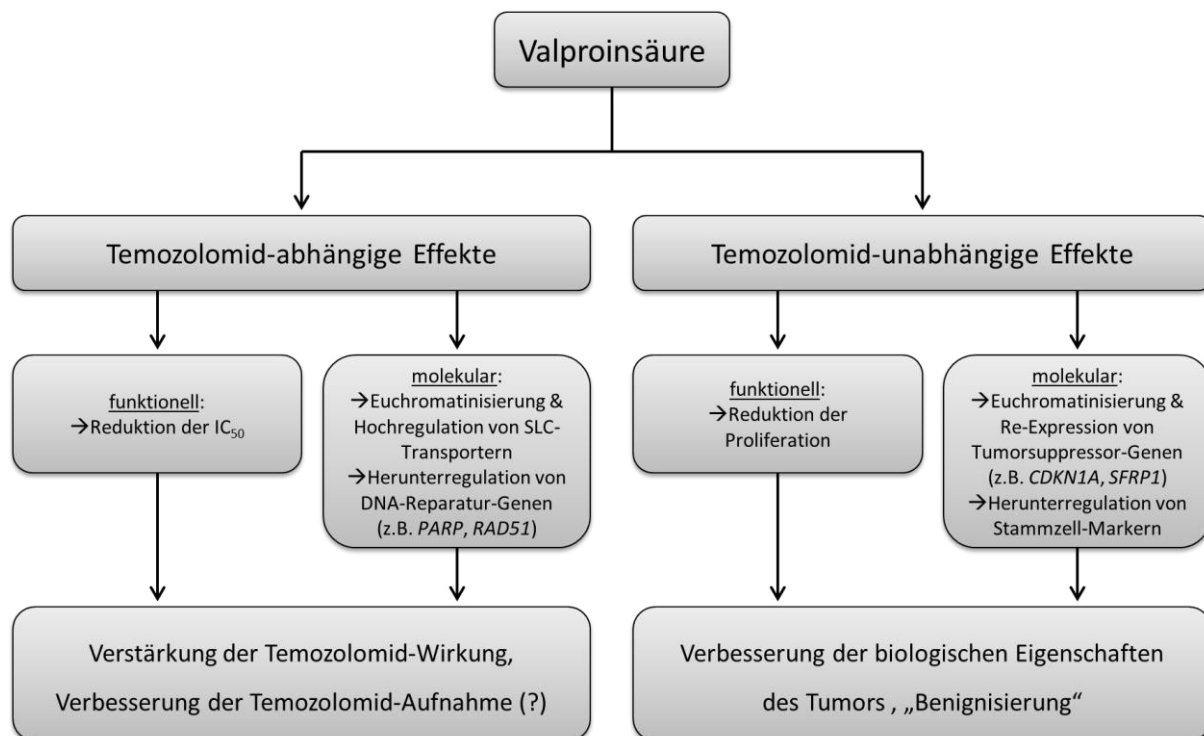 Valproinsäure
Temozolomid-abhängige Effekte
funktionell:
→Reduktion der IC₅₀
molekular:
→Euchromatinisierung &
Hochregulation von SLC-
Transportern
→Herunterregulation von
DNA-Reparatur-Genen
(z.B. PARP, RAD51)
Verstärkung der Temozolomid-Wirkung,
Verbesserung der Temozolomid-Aufnahme (?)
Temozolomid-unabhängige Effekte
funktionell:
→Reduktion der
Proliferation
molekular:
→Euchromatinisierung &
Re-Expression von
Tumorsuppressor-Genen
(z.B. CDKN1A, SFRP1)
→Herunterregulation von
Stammzell-Markern
Verbesserung der biologischen Eigenschaften
des Tumors , „Benignisierung“